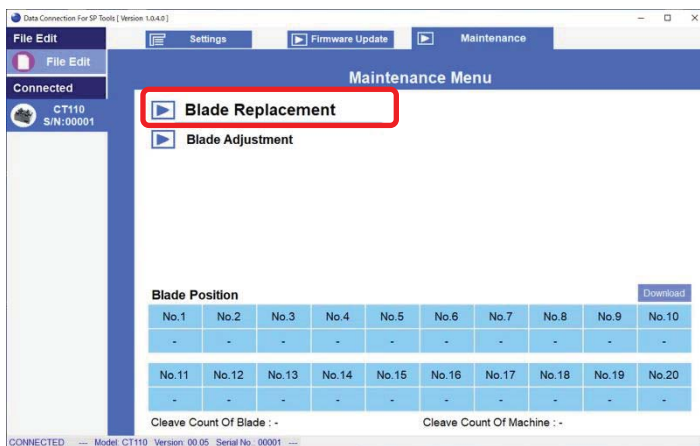 Data Connection For SP Tools [ Version 1.0.4.0 ]
File Edit
Settings
Firmware Update
Maintenance
File Edit
Connected
CT110
S/N:00001
Maintenance Menu
Blade Replacement
Blade Adjustment
Blade Position
Download
No.1 No.2 No.3 No.4 No.5 No.6 No.7 No.8 No.9 No.10
- - - - - - - - - -
No.11 No.12 No.13 No.14 No.15 No.16 No.17 No.18 No.19 No.20
- - - - - - - - - -
Cleave Count Of Blade : - Cleave Count Of Machine : -
CONNECTED --- Model: CT110 Version: 00.05 Serial No.: 00001 ---